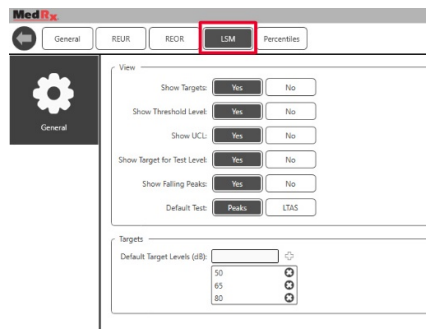 MedRx
General REUR REOR LSM Percentiles
General
View
Show Targets: Yes No
Show Threshold Level: Yes No
Show UCL: Yes No
Show Target for Test Level: Yes No
Show Falling Peaks: Yes No
Default Test: Peaks LTAS
Targets
Default Target Levels (dB):
50
65
80